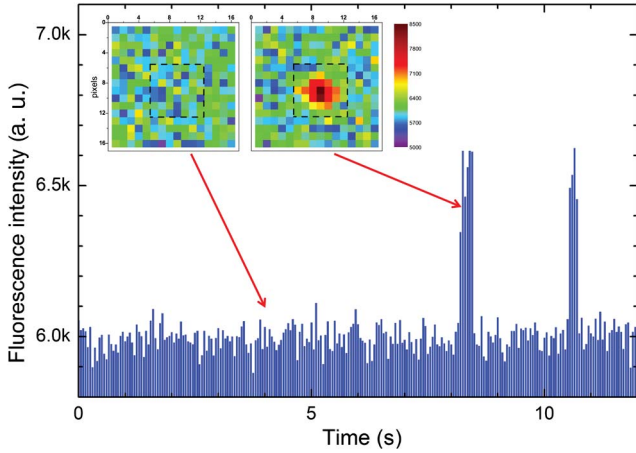 0 4 8 12 16
0 4 8 12 16
0
4
8
12
16
pixels
8500
7800
7100
6400
5700
5000
7.0k
6.5k
6.0k
Fluorescence intensity (a. u.)
0 5 10
Time (s)